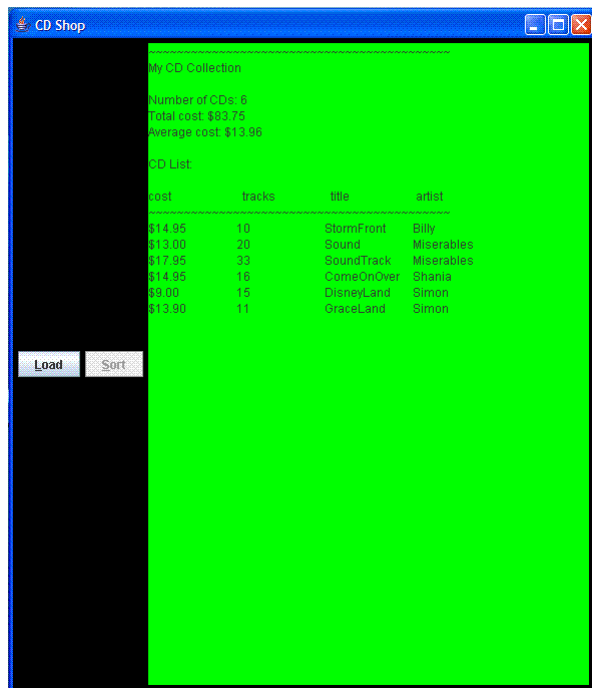 CD Shop
~~~~~~~~~~~~~~~~~~~~~~~~~~~~~~~~~~~~~~~~~~~
My CD Collection
Number of CDs: 6
Total cost: $83.75
Average cost: $13.96
CD List:
cost tracks title artist
~~~~~~~~~~~~~~~~~~~~~~~~~~~~~~~~~~~~~~~~~~~
$14.95 10 StormFront Billy
$13.00 20 Sound Miserables
$17.95 33 SoundTrack Miserables
$14.95 16 ComeOnOver Shania
$9.00 15 DisneyLand Simon
$13.90 11 GraceLand Simon
Load Sort